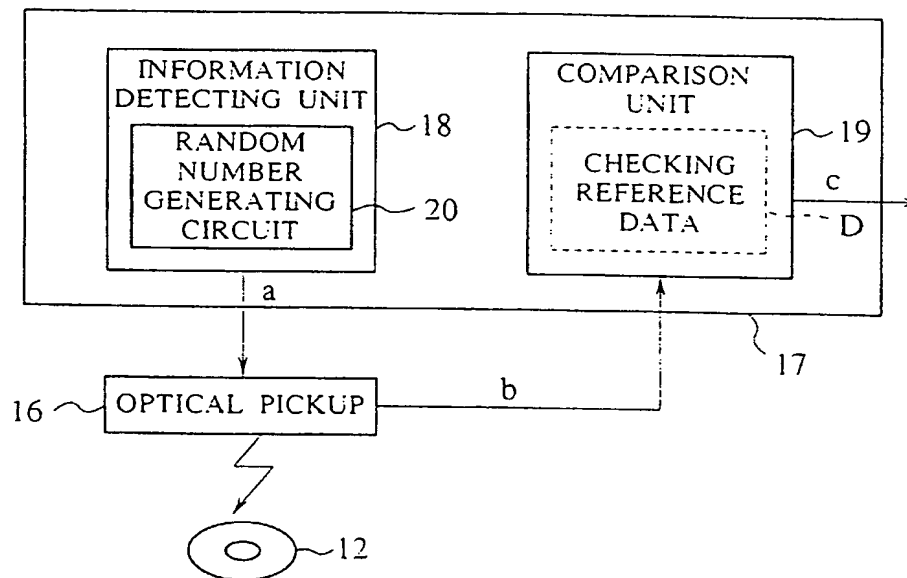 INFORMATION
DETECTING UNIT
18
RANDOM
NUMBER
GENERATING
CIRCUIT
20
COMPARISON
UNIT
19
CHECKING
REFERENCE
DATA
c
D
a
17
16
OPTICAL PICKUP
b
12